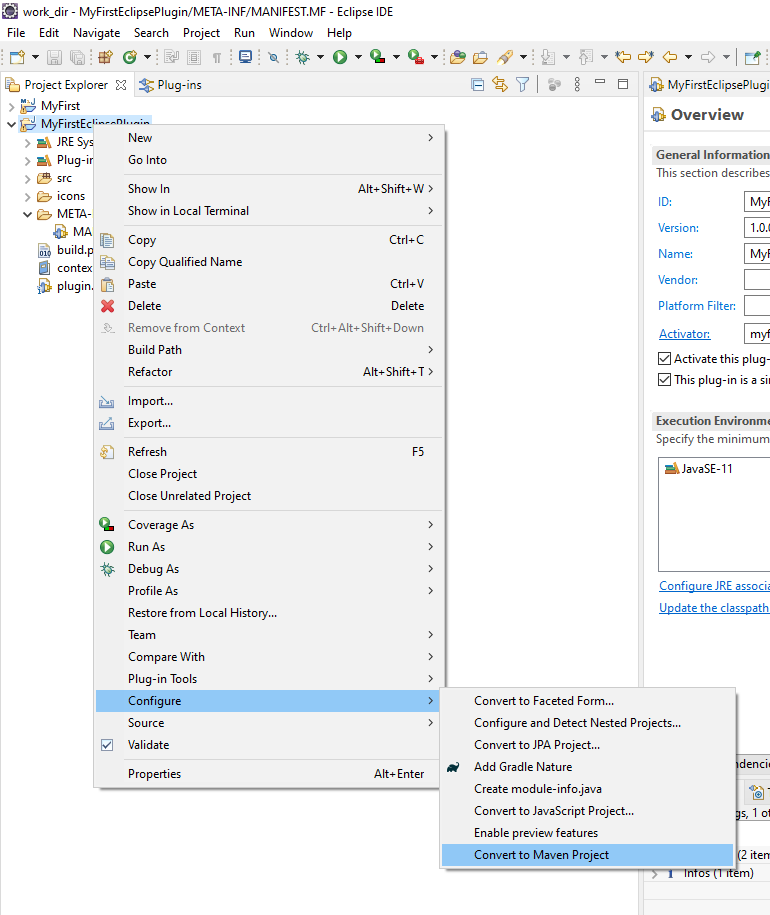 work_dir - MyFirstEclipsePlugin/META-INF/MANIFEST.MF - Eclipse IDE
File Edit Navigate Search Project Run Window Help
Project Explorer Plug-ins
MyFirst
MyFirstEclipsePlugin
JRE Sys
Plug-in
src
icons
META-
MA
build.p
contex
plugin.
New
Go Into
Show In Alt+Shift+W
Show in Local Terminal
Copy Ctrl+C
Copy Qualified Name
Paste Ctrl+V
Delete Delete
Remove from Context Ctrl+Alt+Shift+Down
Build Path
Refactor Alt+Shift+T
Import...
Export...
Refresh F5
Close Project
Close Unrelated Project
Coverage As
Run As
Debug As
Profile As
Restore from Local History...
Team
Compare With
Plug-in Tools
Configure
Source
Validate
Properties Alt+Enter
Convert to Faceted Form...
Configure and Detect Nested Projects...
Convert to JPA Project...
Add Gradle Nature
Create module-info.java
Convert to JavaScript Project...
Enable preview features
Convert to Maven Project
MyFirstEclipsePlugi
Overview
General Information
This section describes
ID: MyF
Version: 1.0.0
Name: MyF
Vendor:
Platform Filter:
Activator: myf
Activate this plug-
This plug-in is a si
Execution Environme
Specify the minimum
JavaSE-11
Configure JRE associa
Update the classpath
ndencie
gs, 1 ot
(2 item
Infos (1 item)